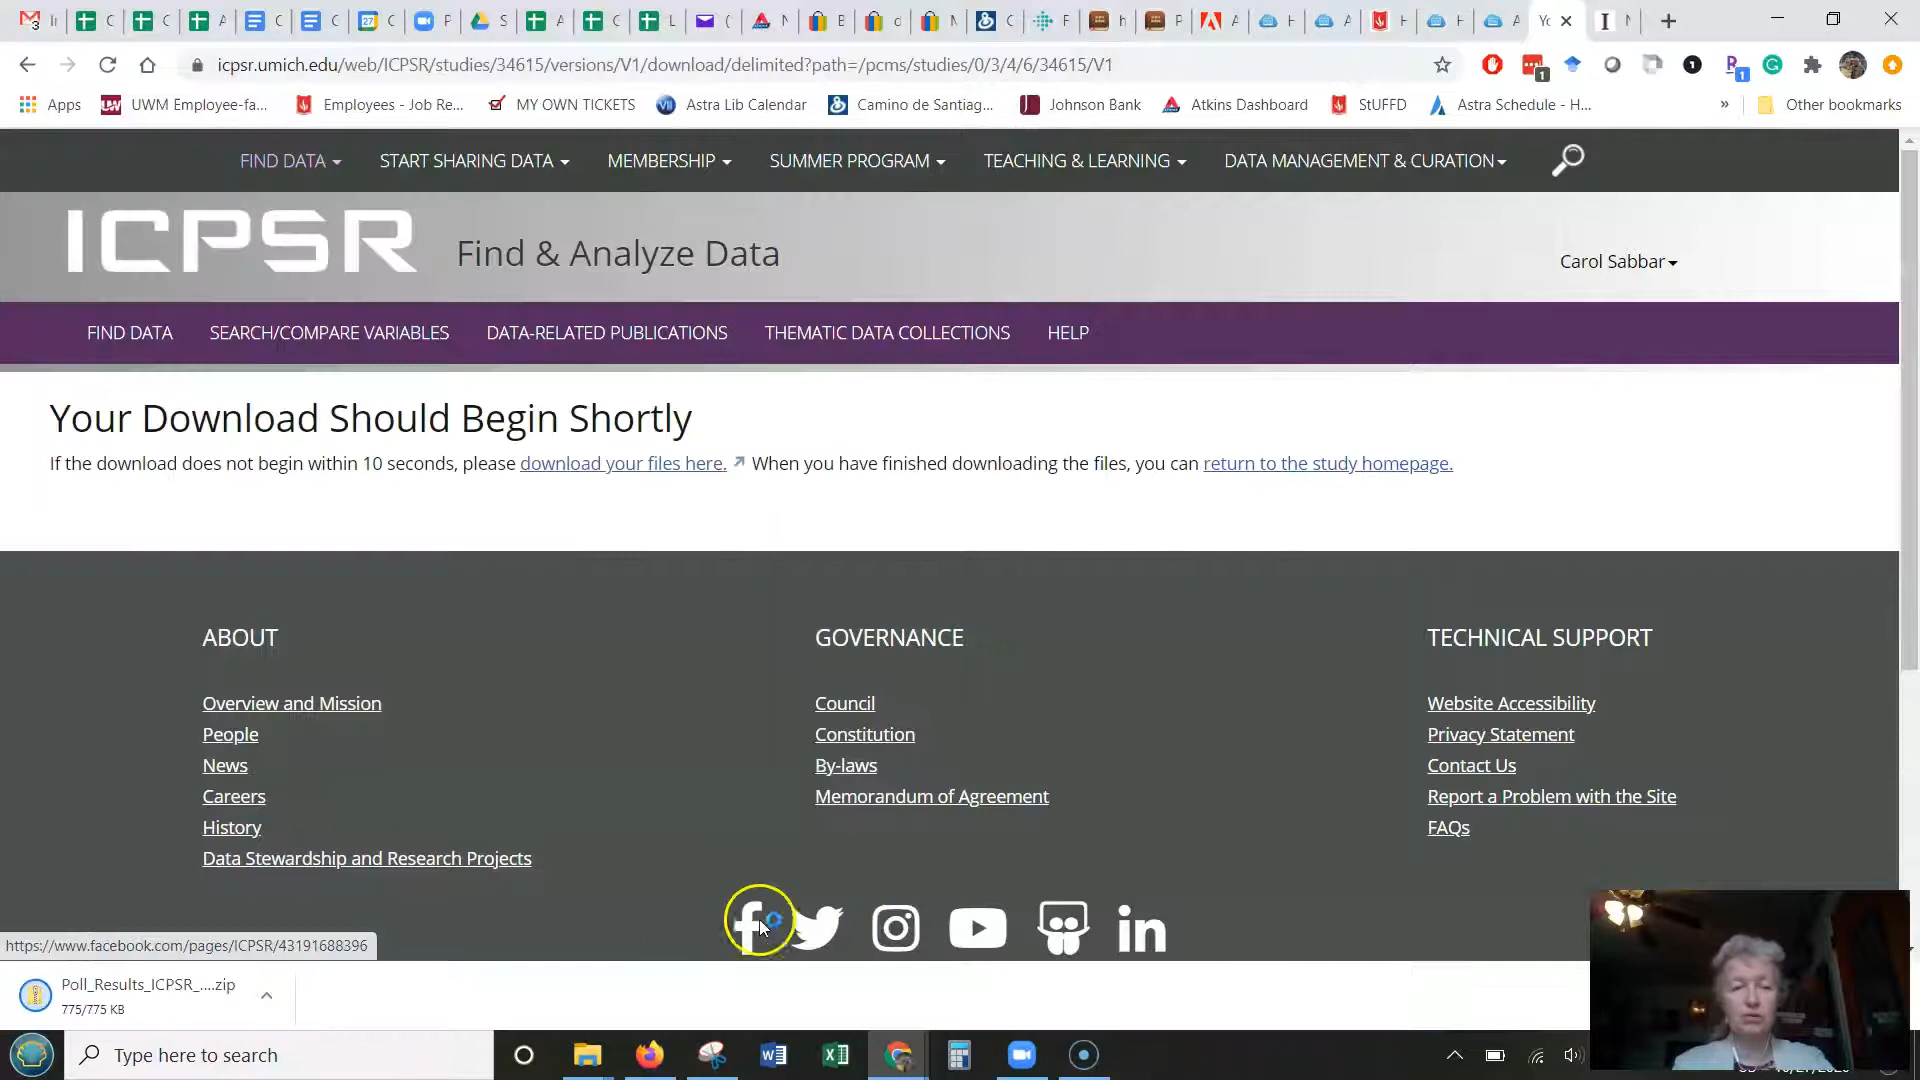 icpsr.umich.edu/web/ICPSR/studies/34615/versions/V1/download/delimited?path=/pcms/studies/0/3/4/6/34615/V1
Apps UWM Employee-fa... Employees - Job Re... MY OWN TICKETS Astra Lib Calendar Camino de Santiag... Johnson Bank Atkins Dashboard StUFFD Astra Schedule - H... » Other bookmarks
FIND DATA START SHARING DATA MEMBERSHIP SUMMER PROGRAM TEACHING & LEARNING DATA MANAGEMENT & CURATION
ICPSR Find & Analyze Data
Carol Sabbar
FIND DATA SEARCH/COMPARE VARIABLES DATA-RELATED PUBLICATIONS THEMATIC DATA COLLECTIONS HELP
Your Download Should Begin Shortly
If the download does not begin within 10 seconds, please download your files here. When you have finished downloading the files, you can return to the study homepage.
ABOUT
Overview and Mission
People
News
Careers
History
Data Stewardship and Research Projects
GOVERNANCE
Council
Constitution
By-laws
Memorandum of Agreement
TECHNICAL SUPPORT
Website Accessibility
Privacy Statement
Contact Us
Report a Problem with the Site
FAQs
https://www.facebook.com/pages/ICPSR/43191688396
Poll_Results_ICPSR_....zip
775/775 KB
Type here to search